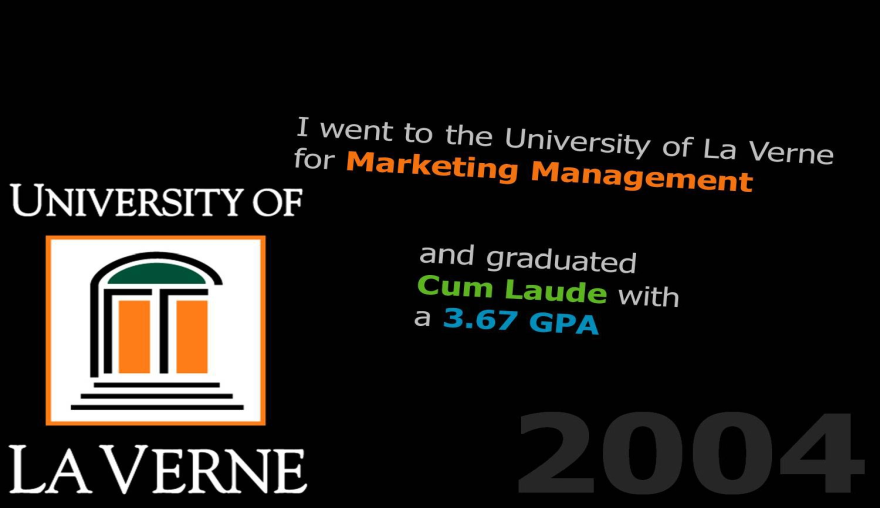 I went to the University of La Verne
for Marketing Management
UNIVERSITY OF
LA VERNE
and graduated
Cum Laude with
a 3.67 GPA
2004